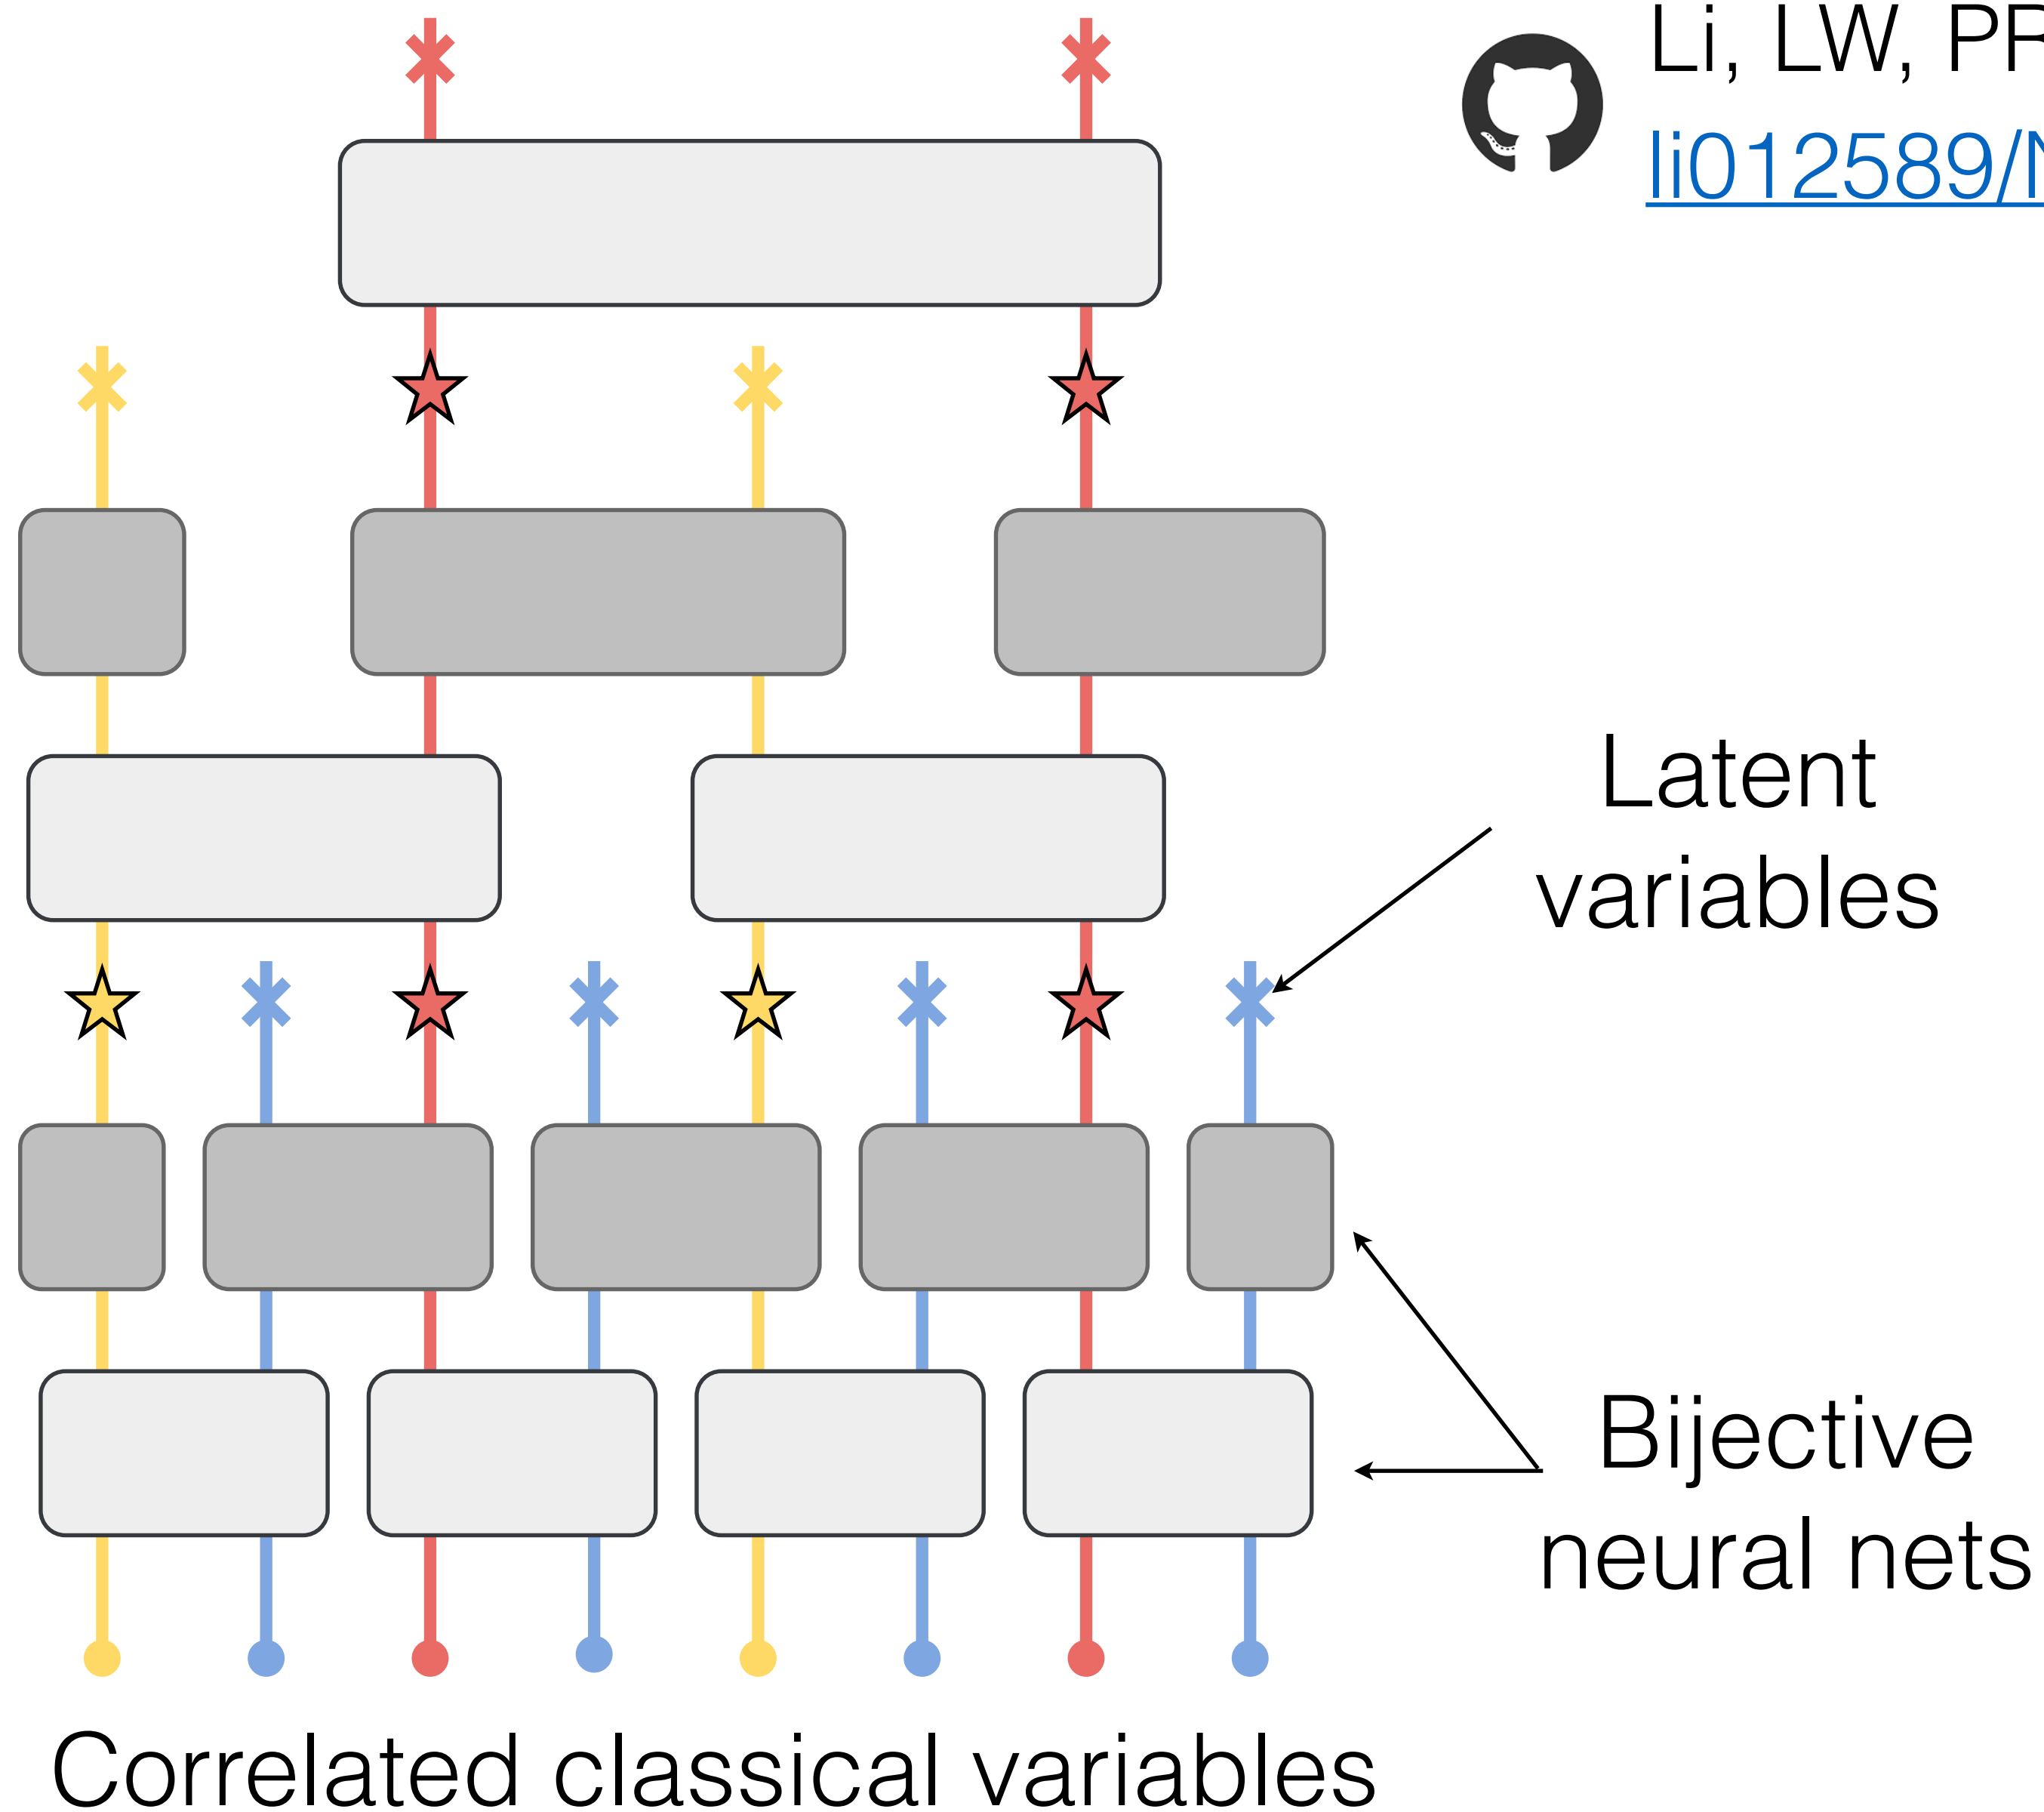 Li, LW, PR
li012589/
Latent
variables
Bijective
neural nets
Correlated classical variables